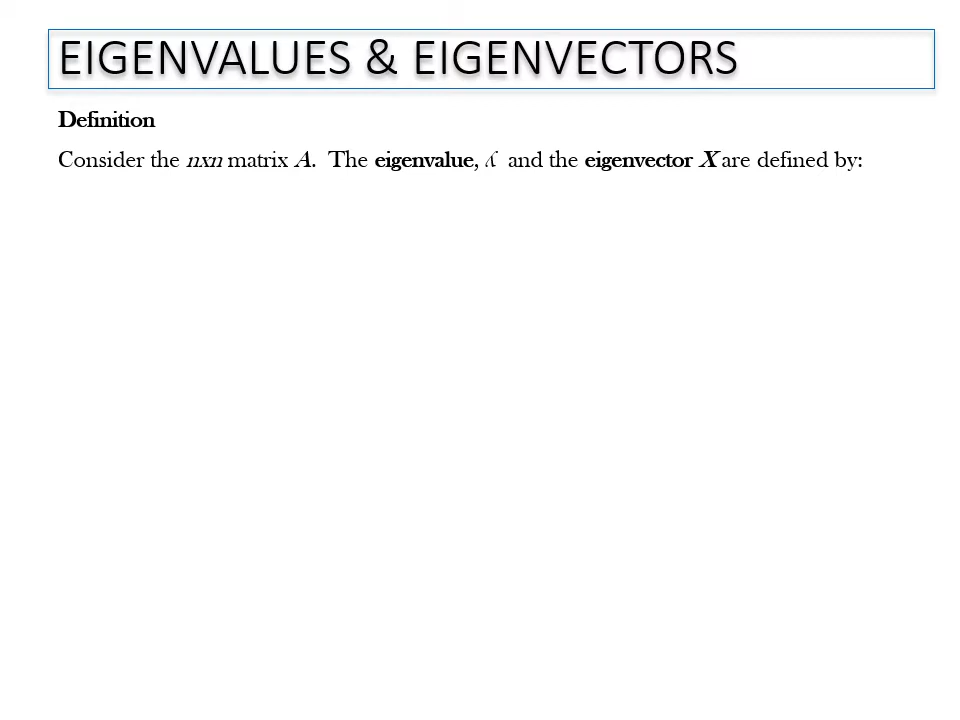 EIGENVALUES & EIGENVECTORS
Definition
Consider the nxn matrix A. The eigenvalue, ʎ and the eigenvector X are defined by: